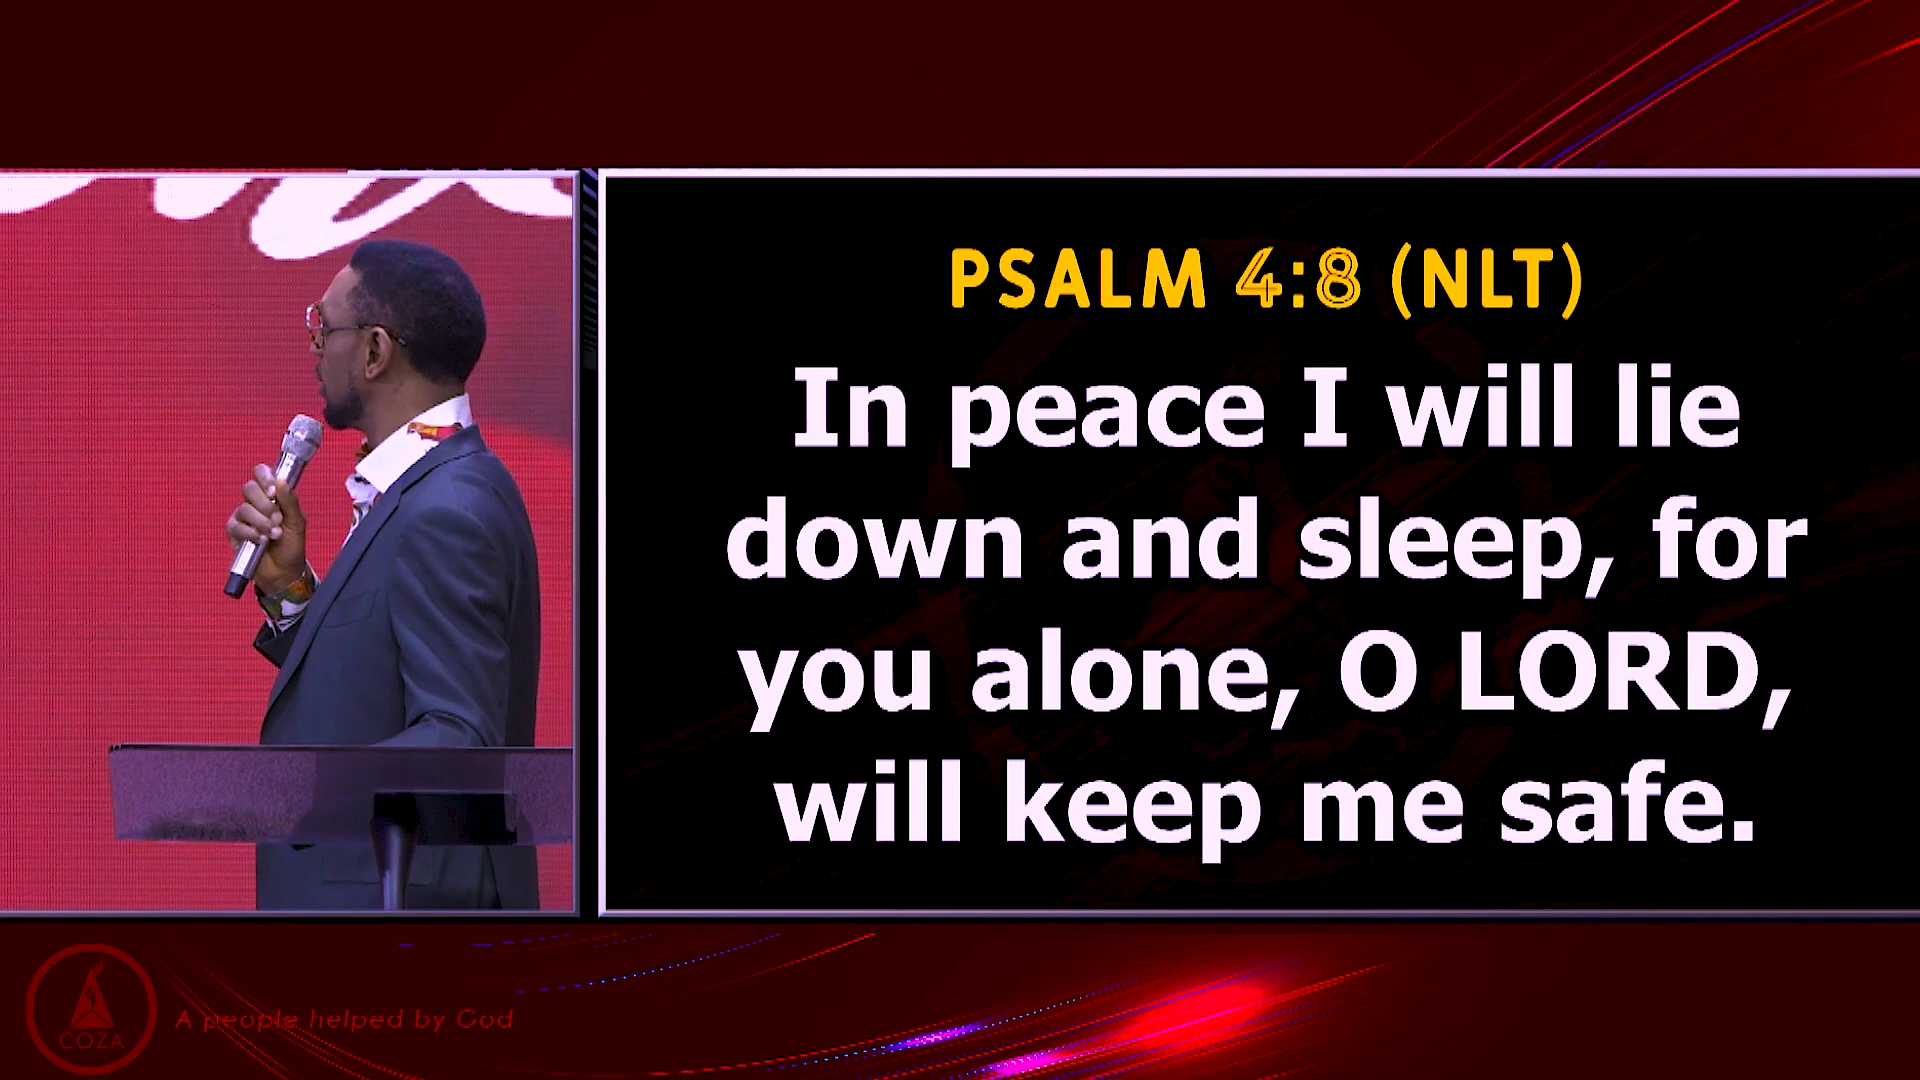 PSALM 4:8 (NLT)
In peace I will lie
down and sleep, for
you alone, O LORD,
will keep me safe.
COZA
A people helped by God